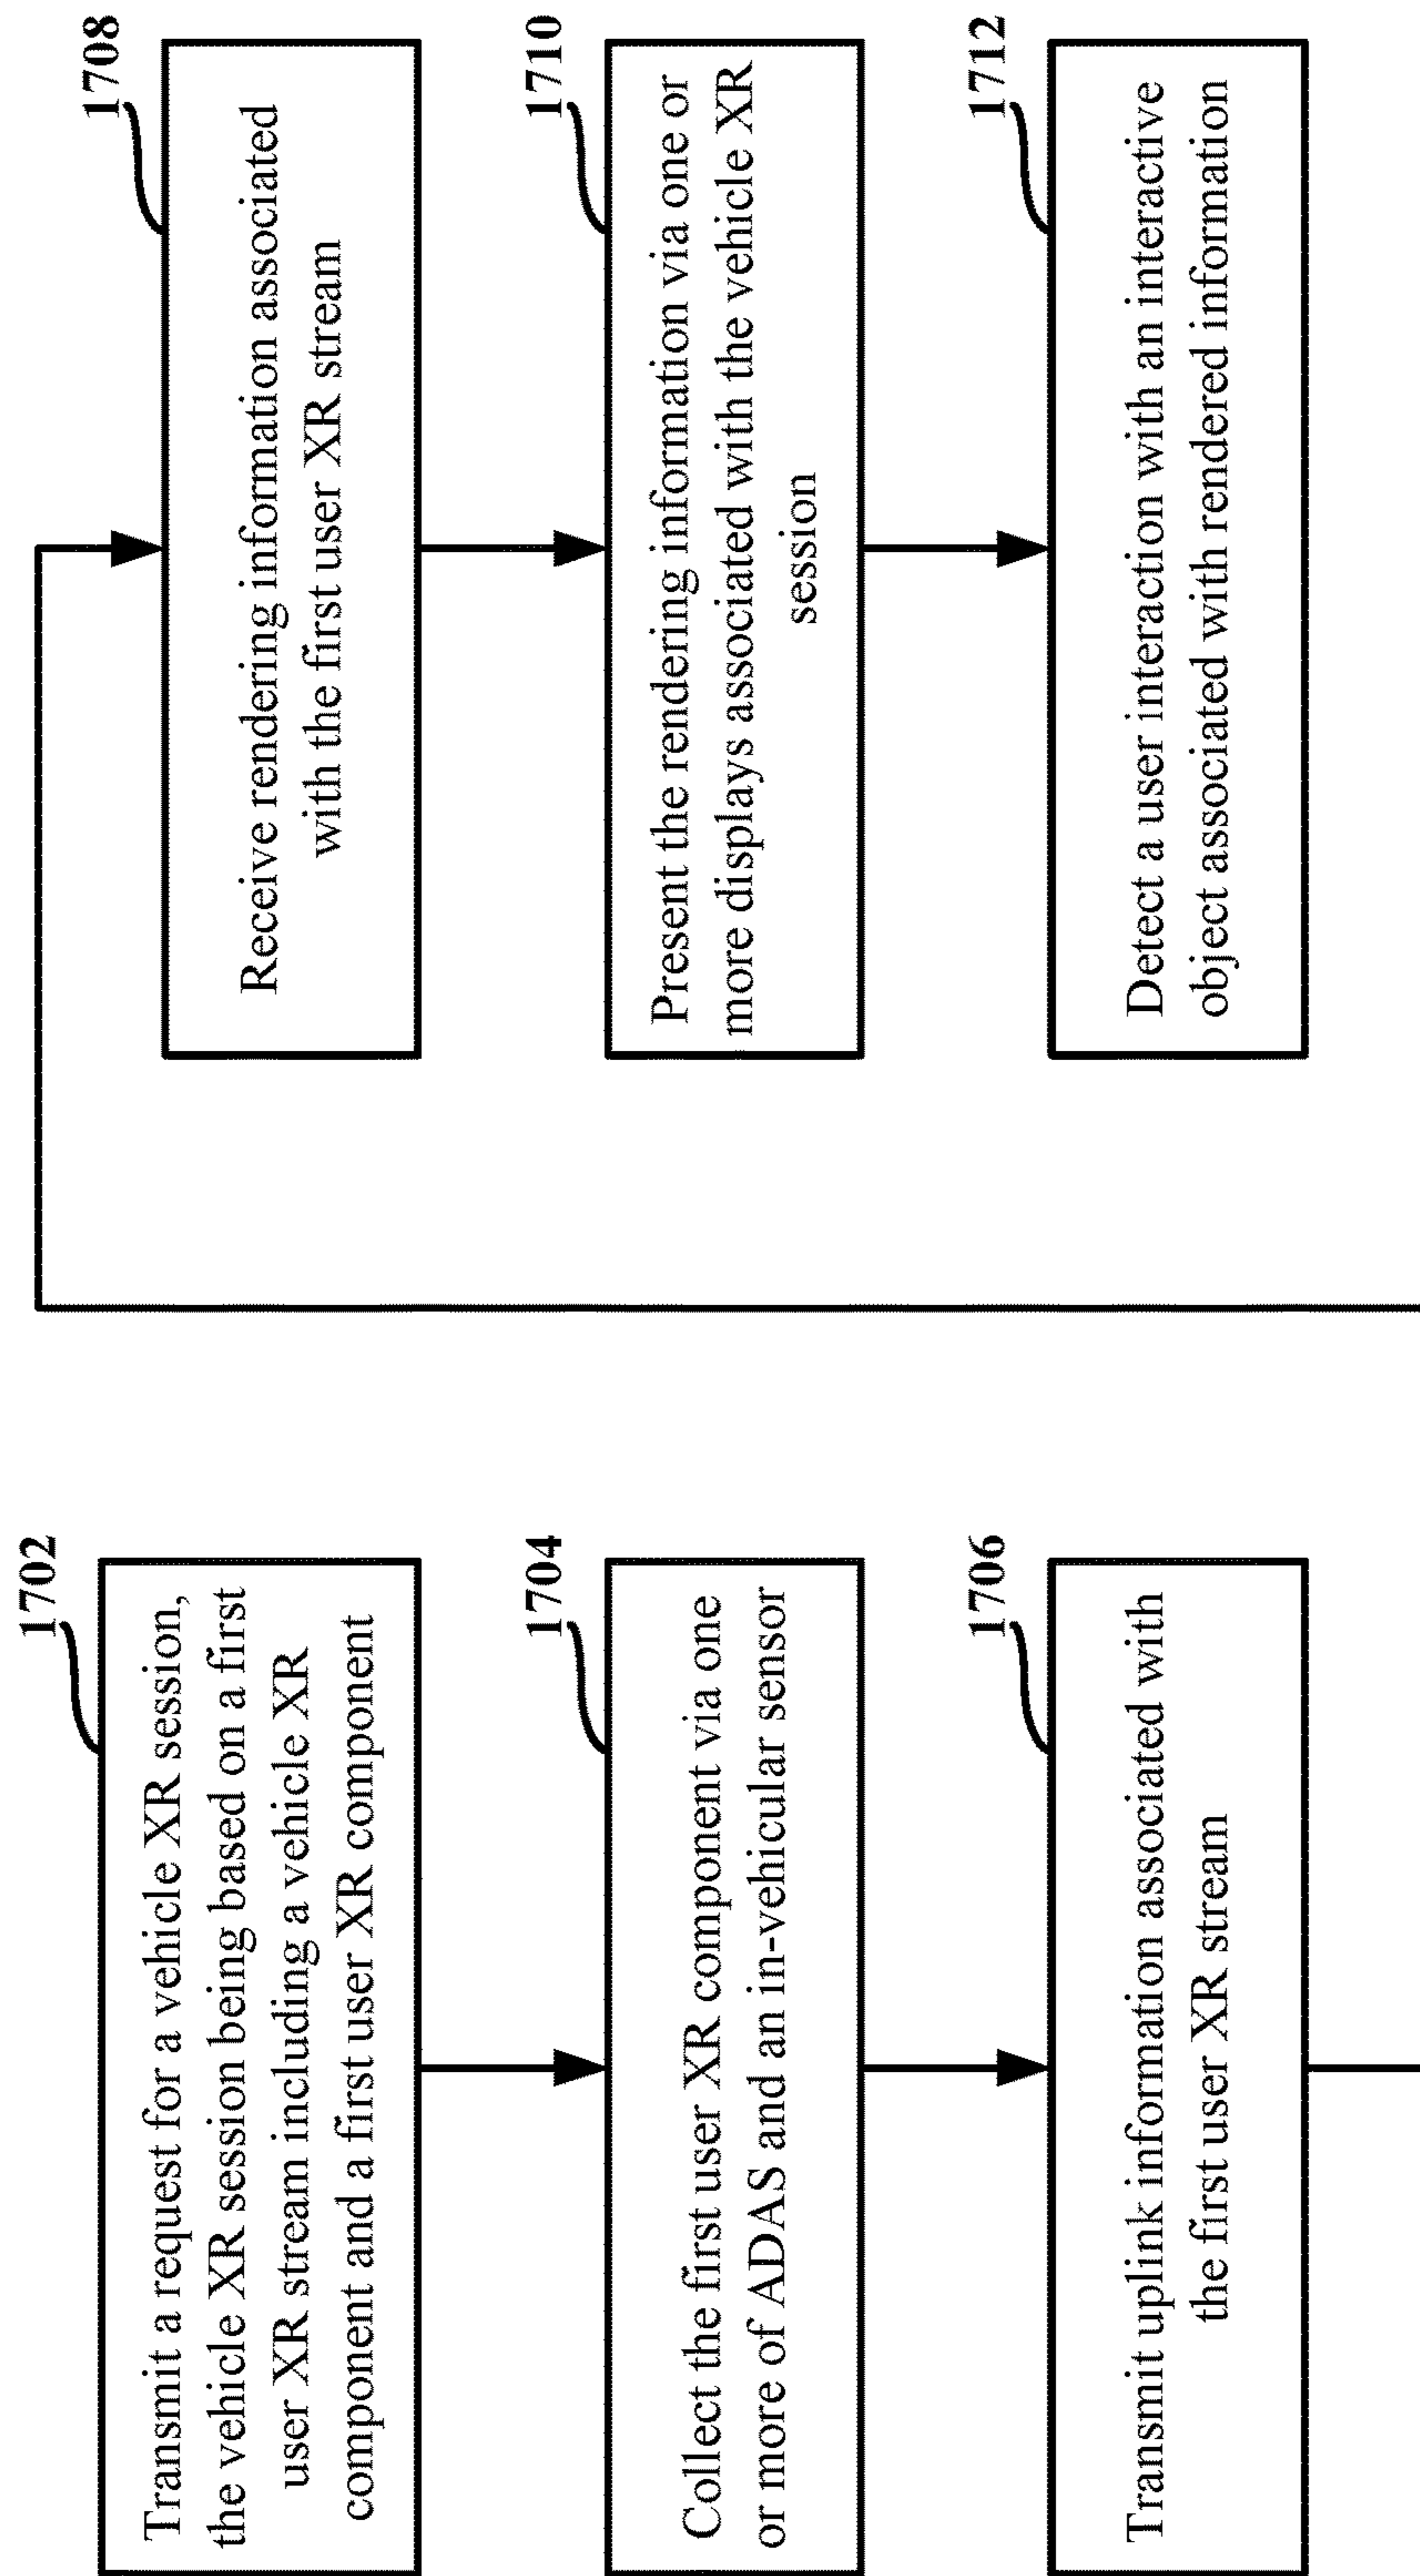 1702
Transmit a request for a vehicle XR session,
the vehicle XR session being based on a first
user XR stream including a vehicle XR
component and a first user XR component
1704
Collect the first user XR component via one
or more of ADAS and an in-vehicular sensor
1706
Transmit uplink information associated with
the first user XR stream
1708
Receive rendering information associated
with the first user XR stream
1710
Present the rendering information via one or
more displays associated with the vehicle XR
session
1712
Detect a user interaction with an interactive
object associated with rendered information